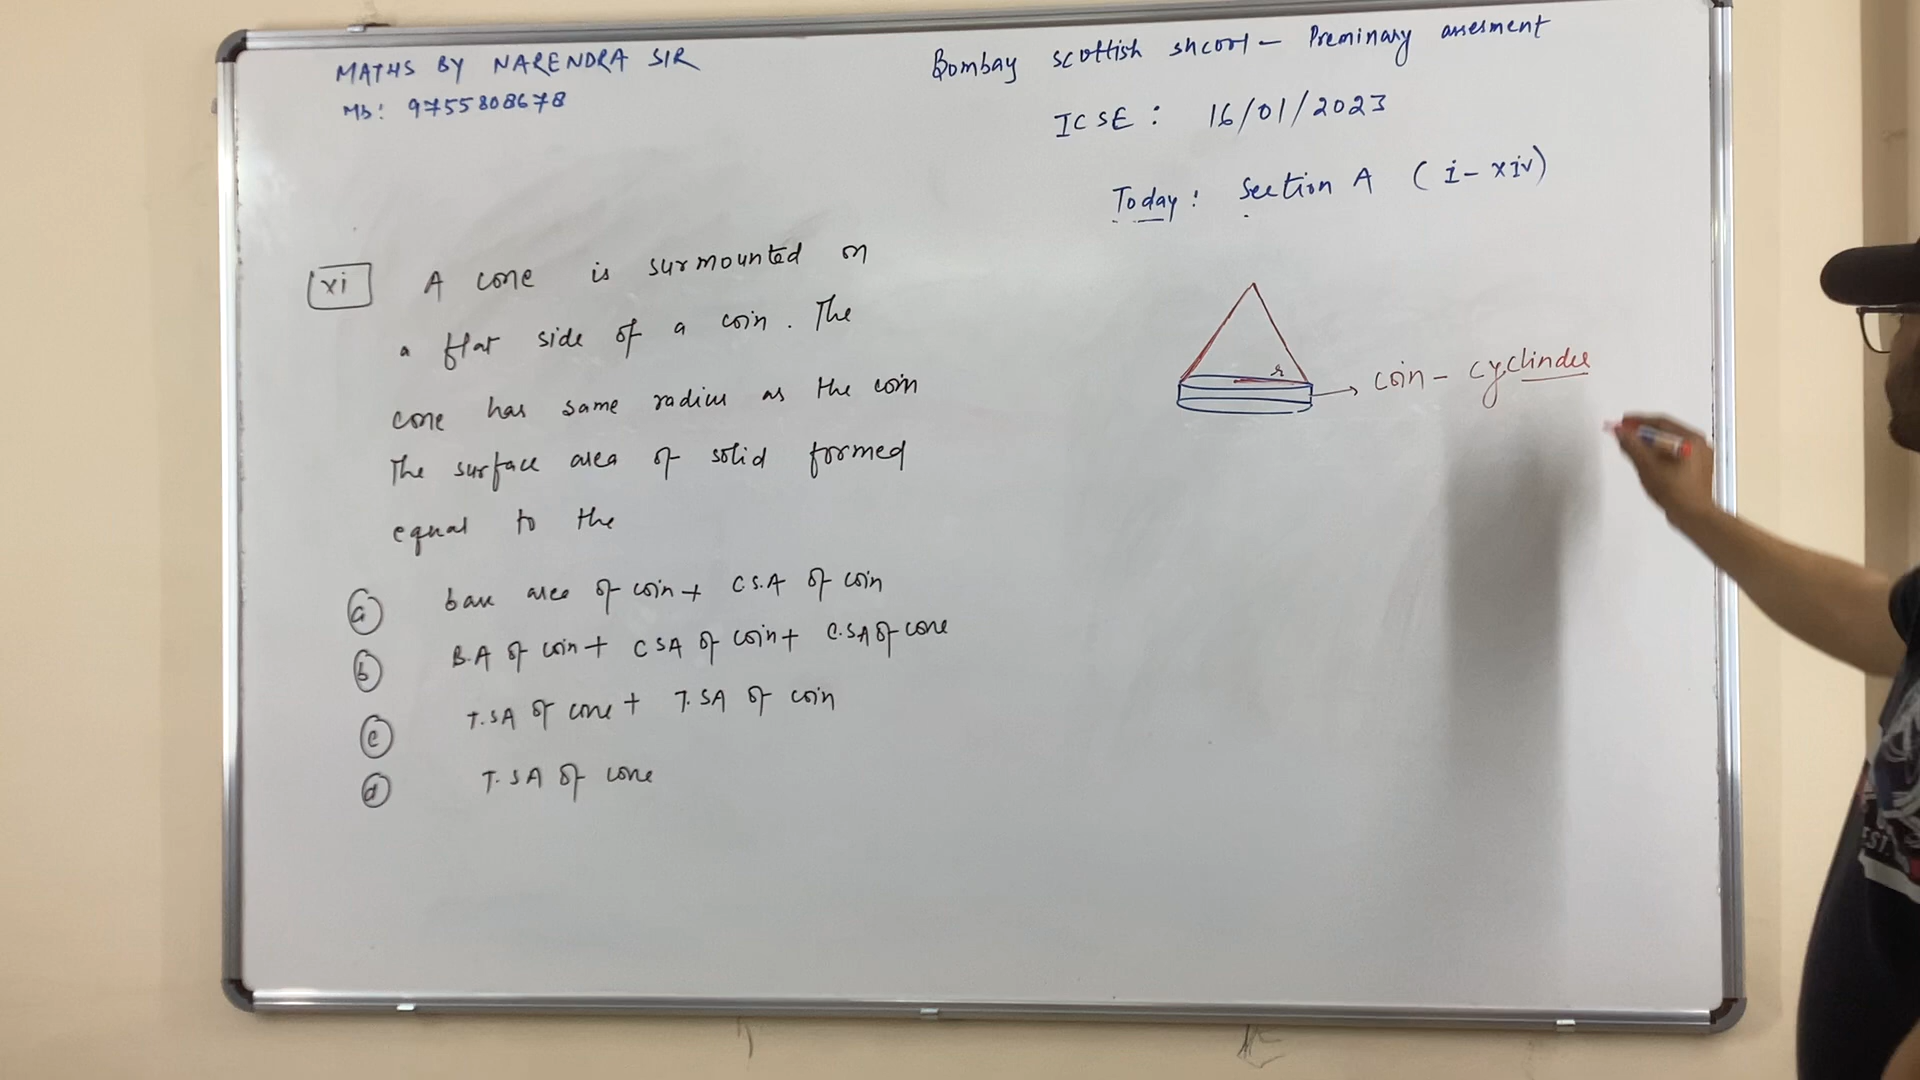 MATHS BY NARENDRA SIR
Mb: 9755808678
Bombay scottish shcool - Preminary assesment
ICSE : 16/01/2023
Today : Section A ( i - xiv)
xi A cone is surmounted on
a flat side of a coin. The
cone has same radius as the coin
The surface area of solid formed
equal to the
a base area of coin + C.S.A of coin
b B.A of coin + CSA of coin + C.SA of cone
c T.SA of cone + T.SA of coin
d T.SA of cone
r
coin - cyclinder
EST.